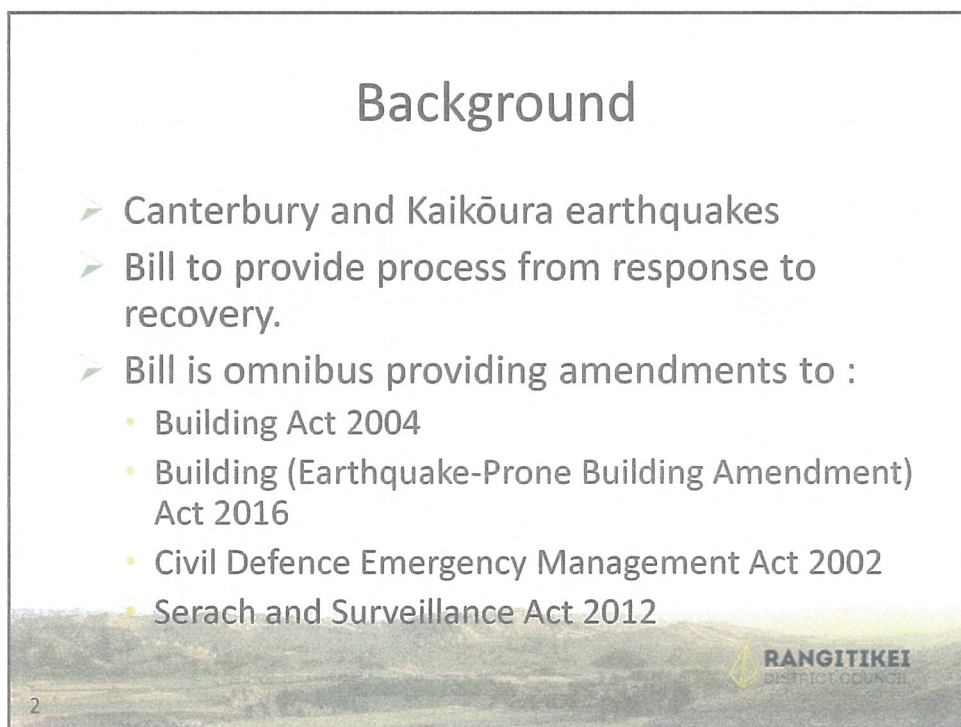 Background
➢ Canterbury and Kaikōura earthquakes
➢ Bill to provide process from response to
recovery.
➢ Bill is omnibus providing amendments to :
• Building Act 2004
• Building (Earthquake-Prone Building Amendment)
Act 2016
• Civil Defence Emergency Management Act 2002
• Serach and Surveillance Act 2012
RANGITIKEI
DISTRICT COUNCIL
2